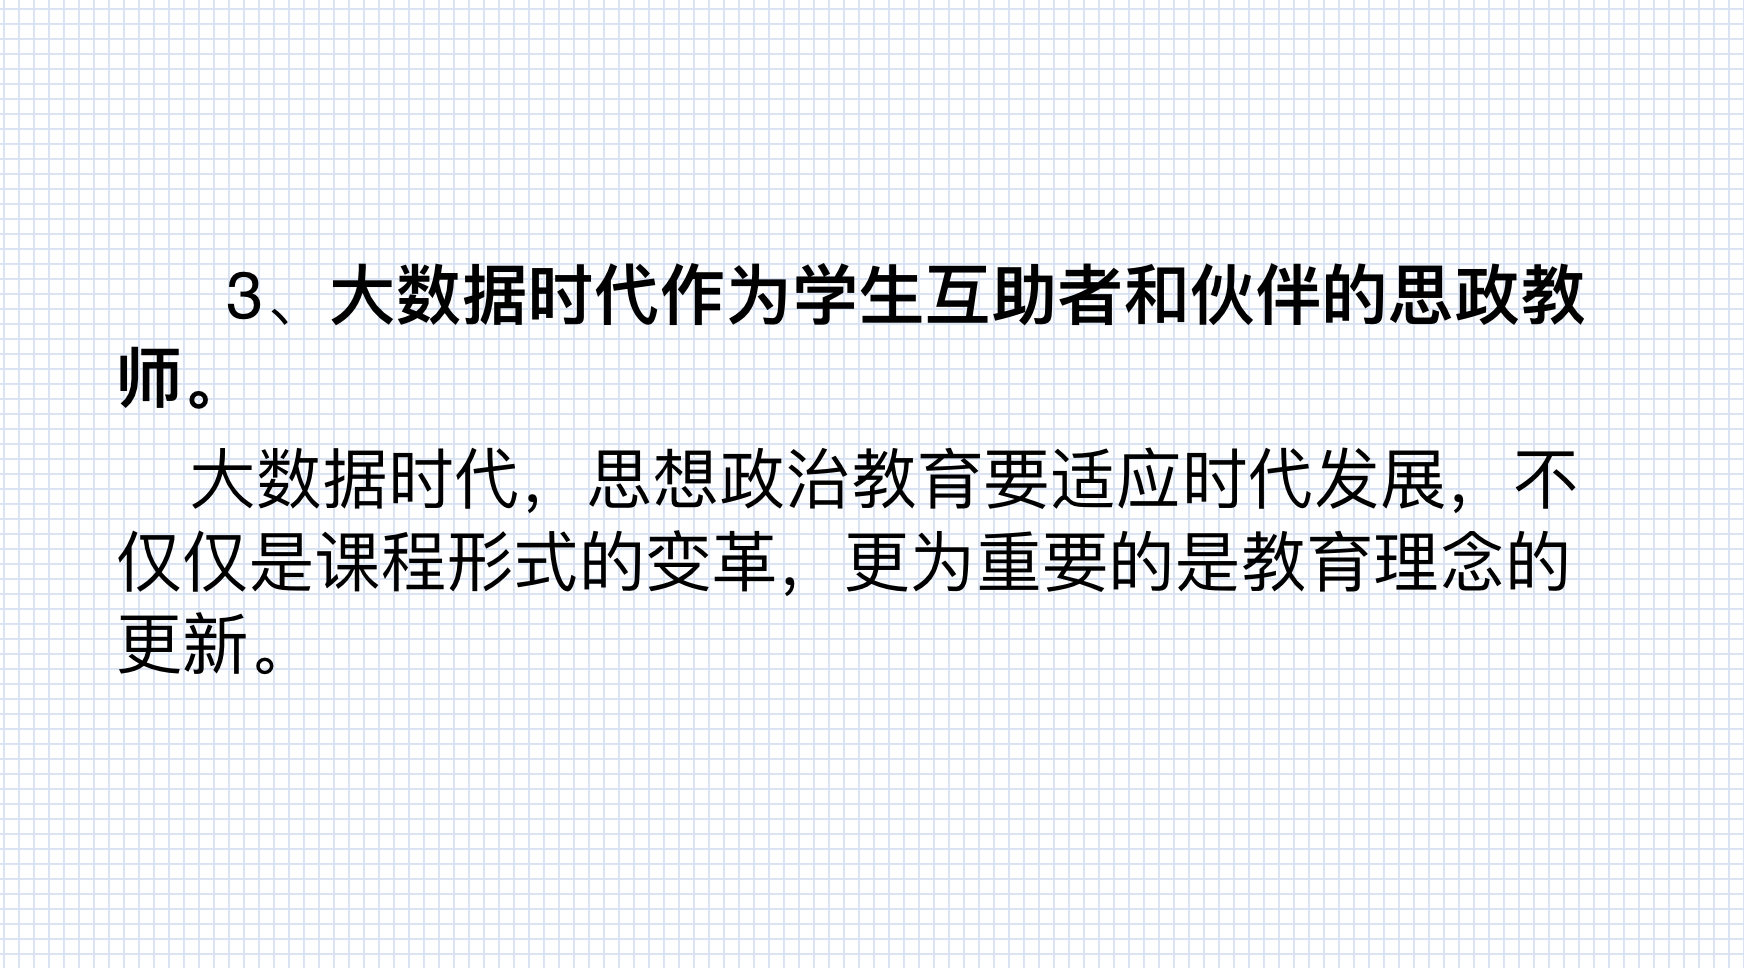 3、大数据时代作为学生互助者和伙伴的思政教
师。
大数据时代，思想政治教育要适应时代发展，不
仅仅是课程形式的变革，更为重要的是教育理念的
更新。